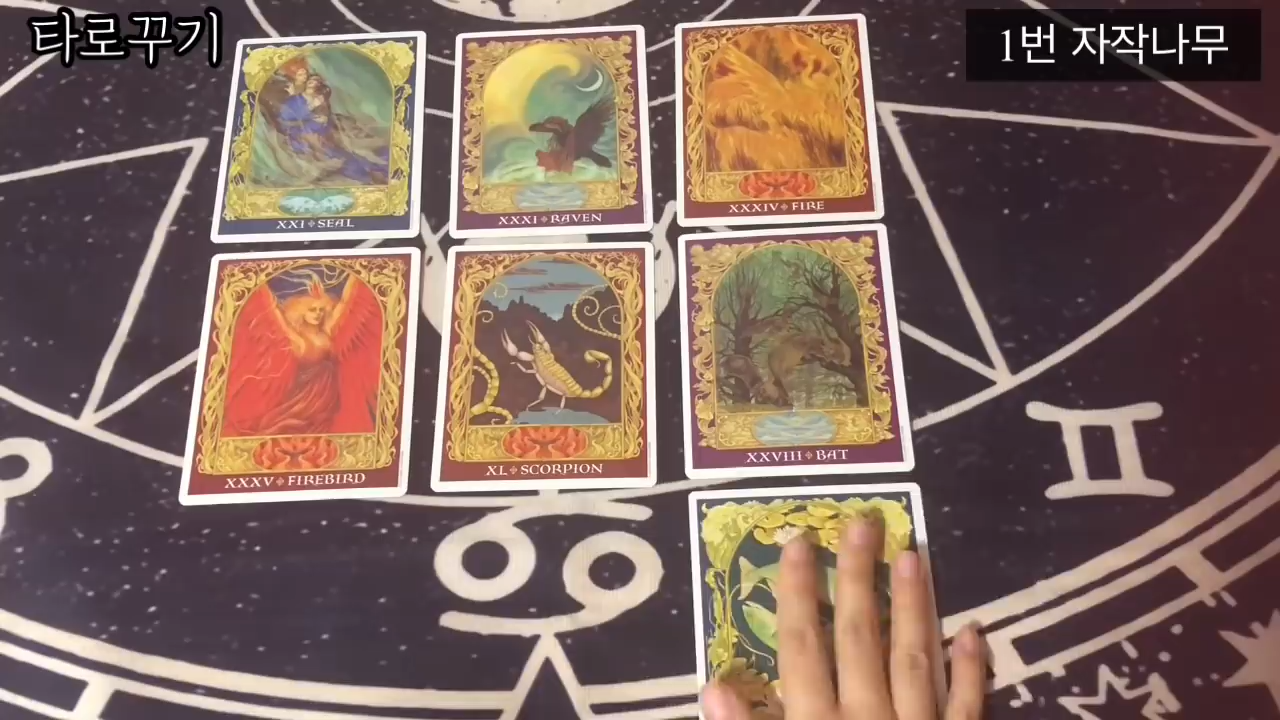 타로꾸기
1번 자작나무
XXI SEAL
XXXI RAVEN
XXXIV FIRE
XXXV FIREBIRD
XL SCORPION
XXVIII BAT